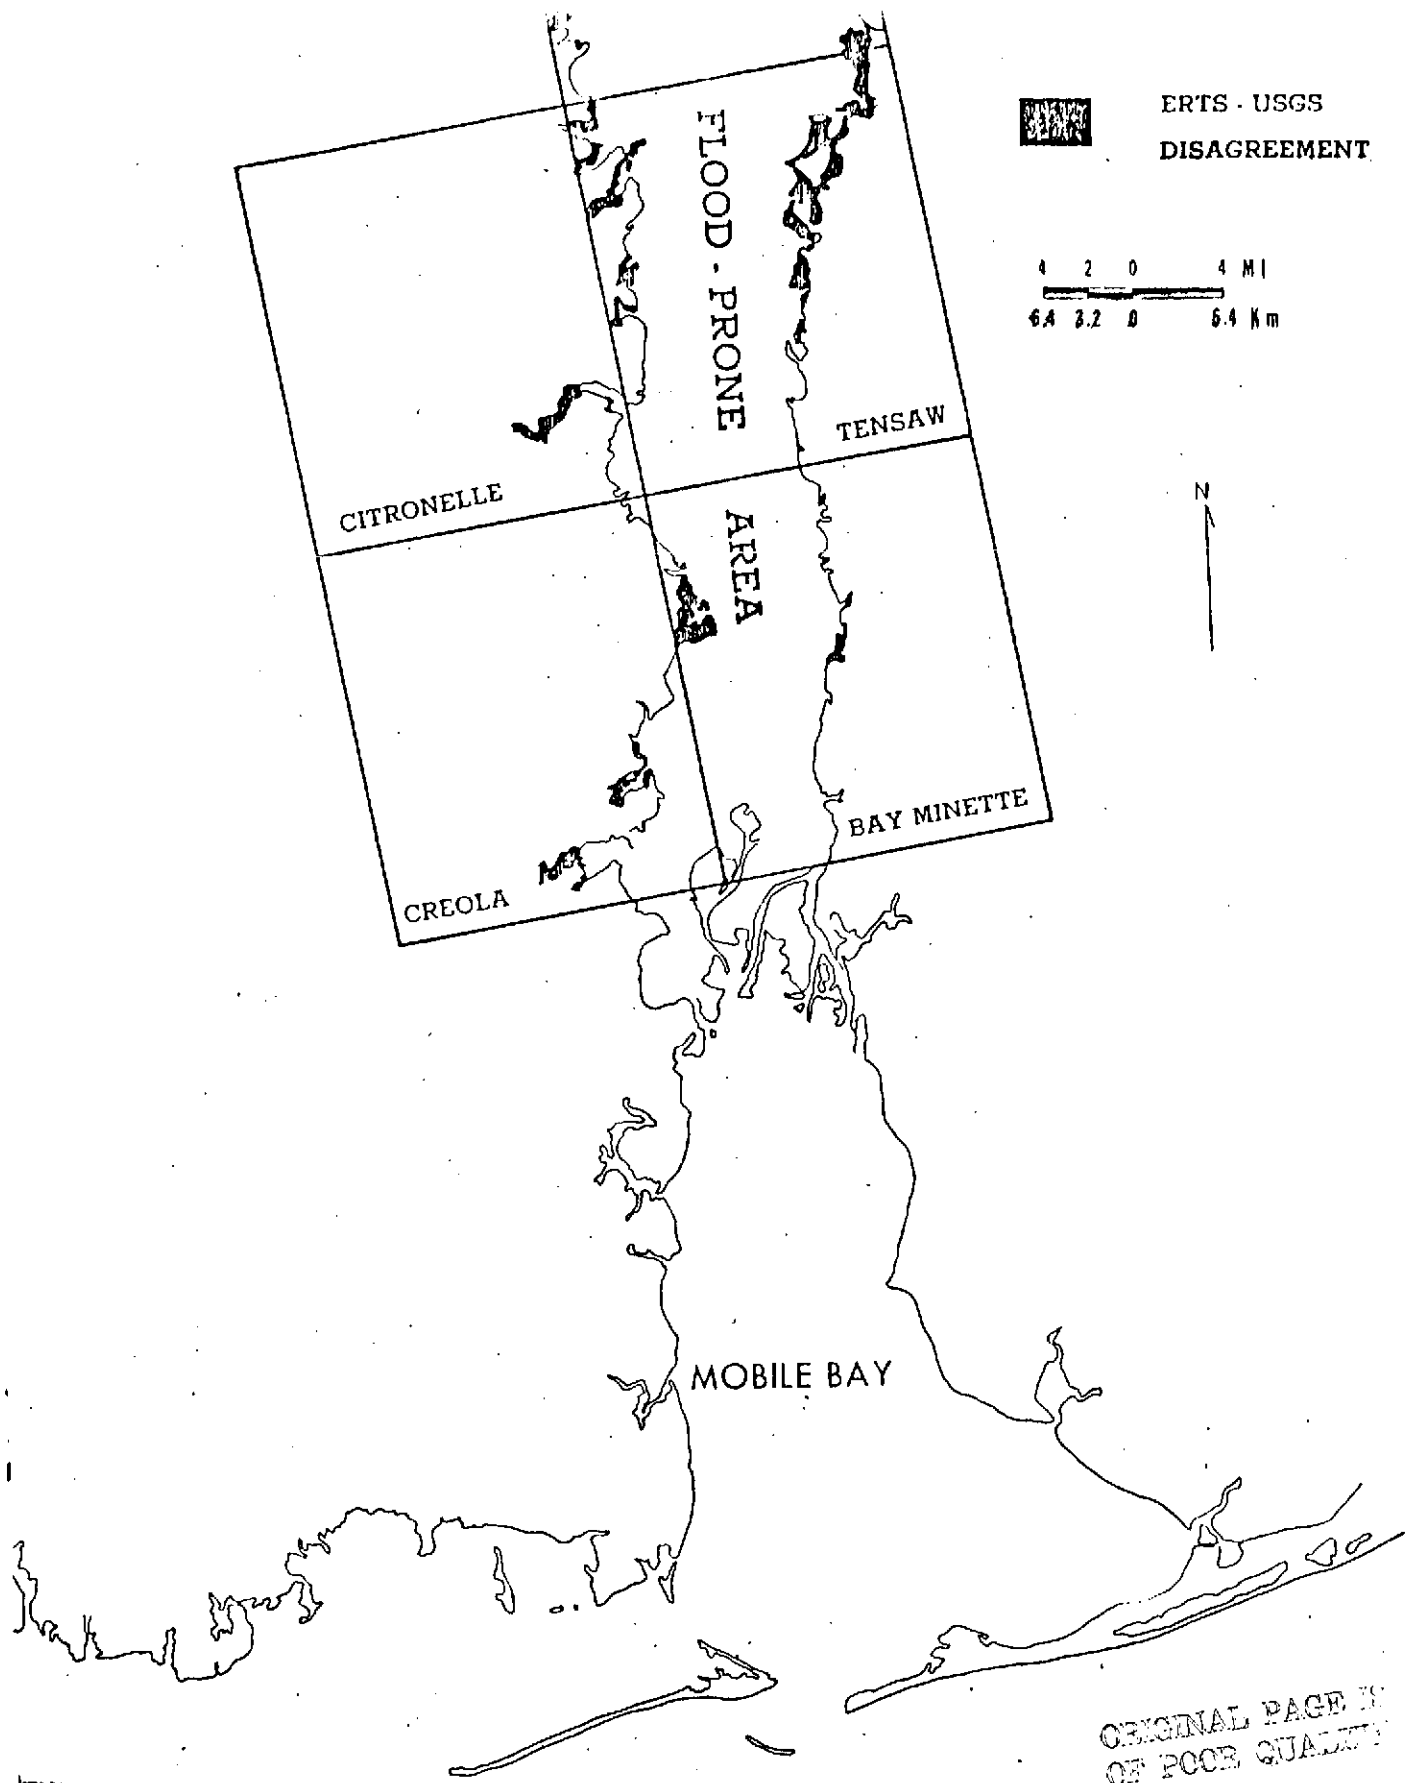 ERTS - USGS
DISAGREEMENT
4 2 0 4 MI
6.4 3.2 0 6.4 Km
FLOOD - PRONE
AREA
TENSAW
CITRONELLE
N
BAY MINETTE
CREOLA
MOBILE BAY
ORIGINAL PAGE IS
OF POOR QUALITY